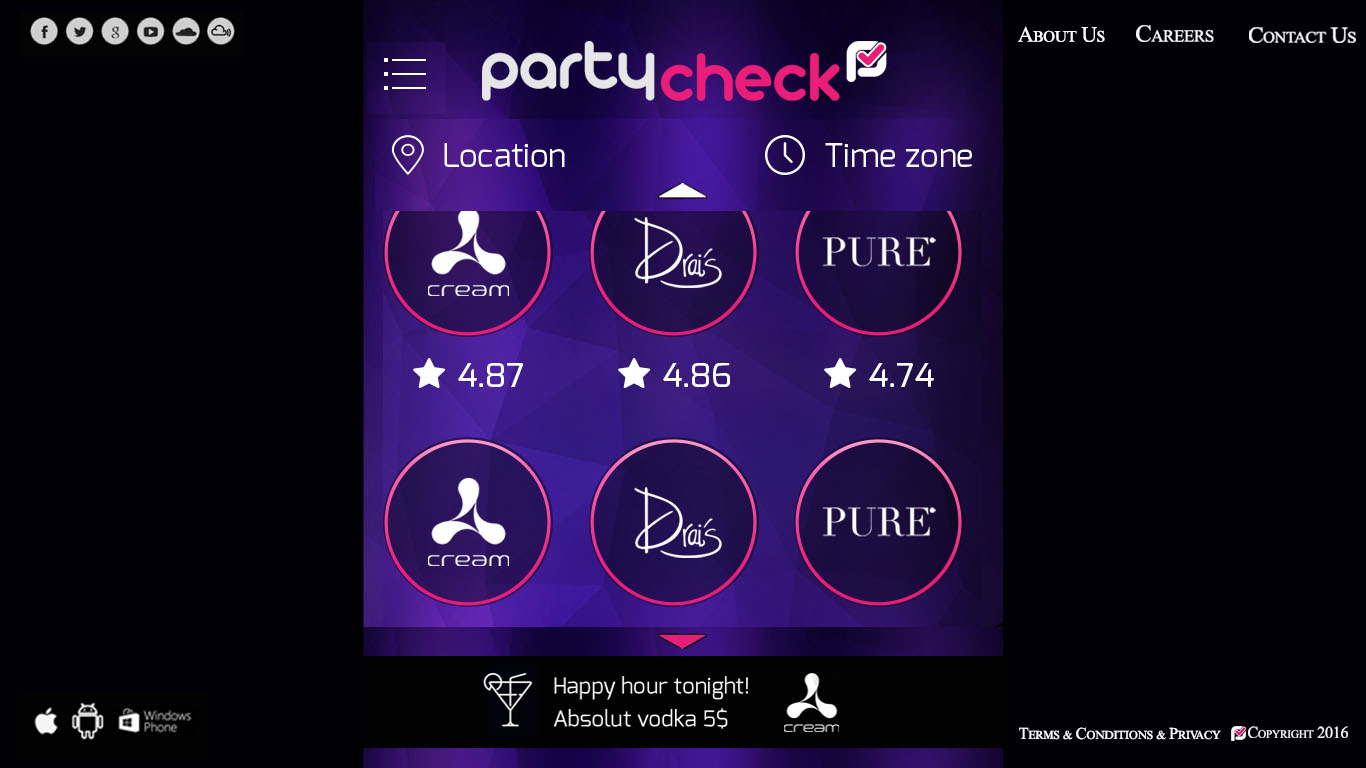 About Us Careers Contact Us
partycheck
Location Time zone
cream Drai's PURE
4.87 4.86 4.74
cream Drai's PURE
Happy hour tonight!
Absolut vodka 5$
cream
Windows
Phone
Terms & Conditions & Privacy Copyright 2016